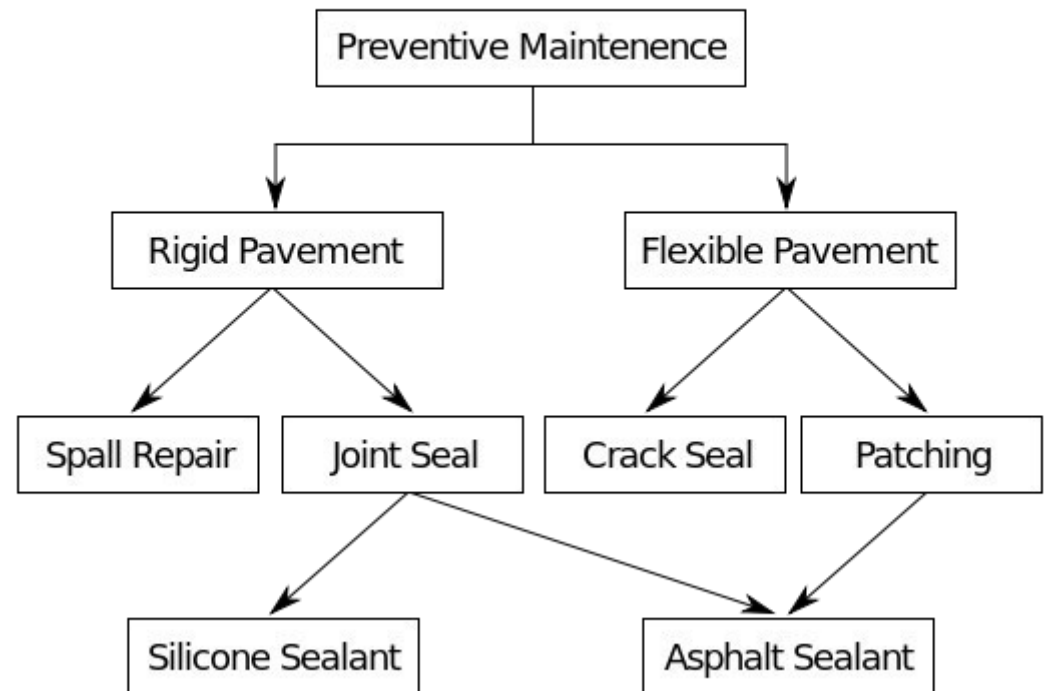 Preventive Maintenence
Rigid Pavement
Flexible Pavement
Spall Repair
Joint Seal
Crack Seal
Patching
Silicone Sealant
Asphalt Sealant